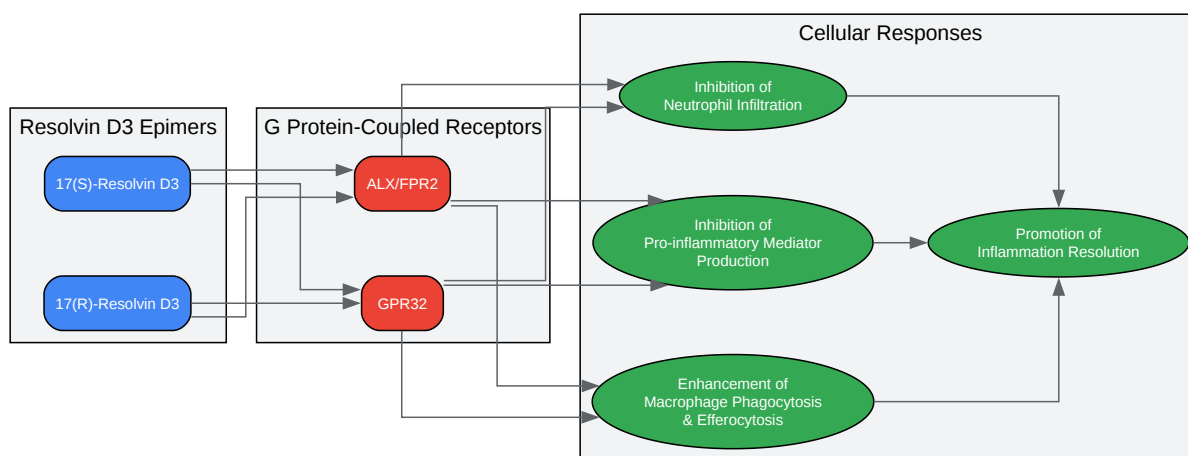 Resolvin D3 Epimers
17(S)-Resolvin D3
17(R)-Resolvin D3
G Protein-Coupled Receptors
ALX/FPR2
GPR32
Cellular Responses
Inhibition of
Neutrophil Infiltration
Inhibition of
Pro-inflammatory Mediator
Production
Enhancement of
Macrophage Phagocytosis
& Efferocytosis
Promotion of
Inflammation Resolution